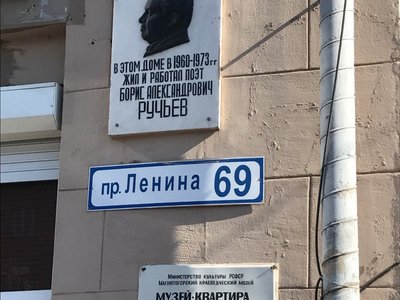 В ЭТОМ ДОМЕ В 1960-1973 г г
ЖИЛ И РАБОТАЛ ПОЭТ
БОРИС АЛЕКСАНДРОВИЧ
РУЧЬЕВ
пр. Ленина 69
МИНИСТЕРСТВО КУЛЬТУРЫ РСФСР
МАГНИТОГОРСКИЙ КРАЕВЕДЧЕСКИЙ МУЗЕЙ
МУЗЕЙ-КВАРТИРА